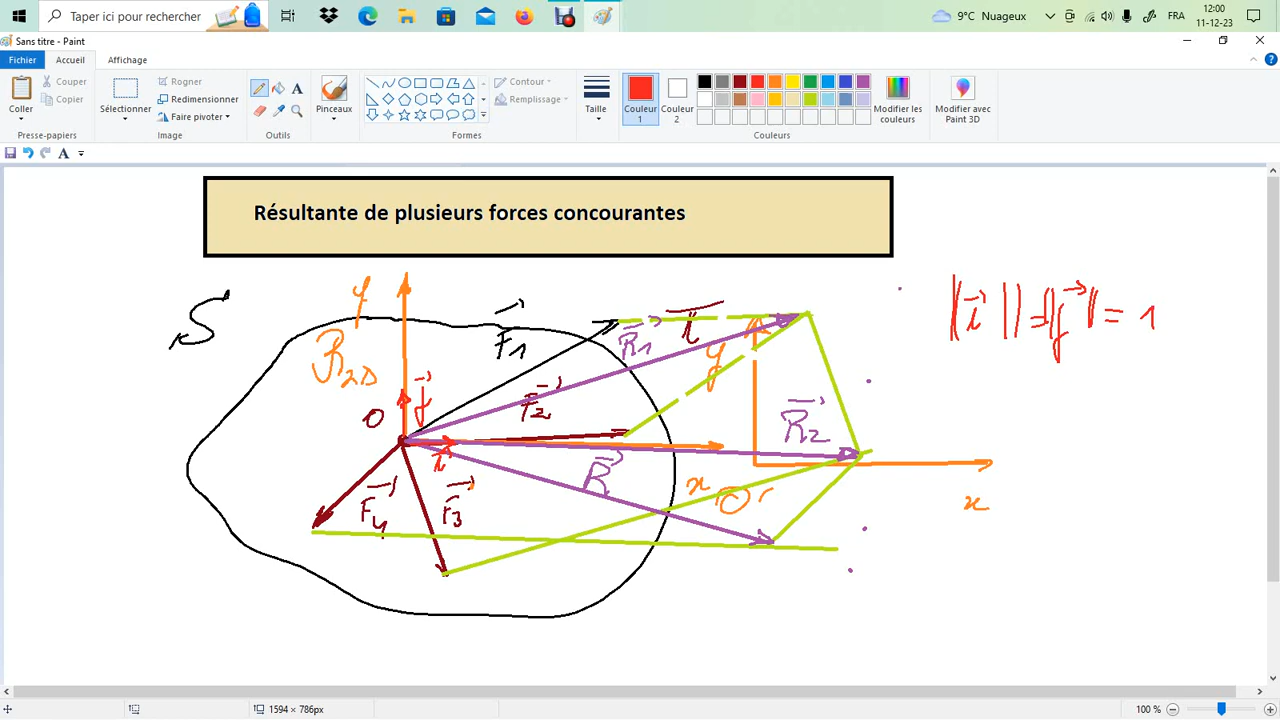 Taper ici pour rechercher
9°C Nuageux
FRA
12:00
11-12-23
Sans titre - Paint
Fichier
Accueil
Affichage
Coller
Couper
Copier
Presse-papiers
Sélectionner
Rogner
Redimensionner
Faire pivoter
Image
A
Outils
Pinceaux
Contour
Remplissage
Formes
Taille
Couleur
1
Couleur
2
Couleurs
Modifier les
couleurs
Modifier avec
Paint 3D
Résultante de plusieurs forces concourantes
S
y
R2D
F1
R1
y
||i|| = ||j|| = 1
O
j
F2
R2
i
F4
F3
R
x
O'
x
1594 × 786px
100 %